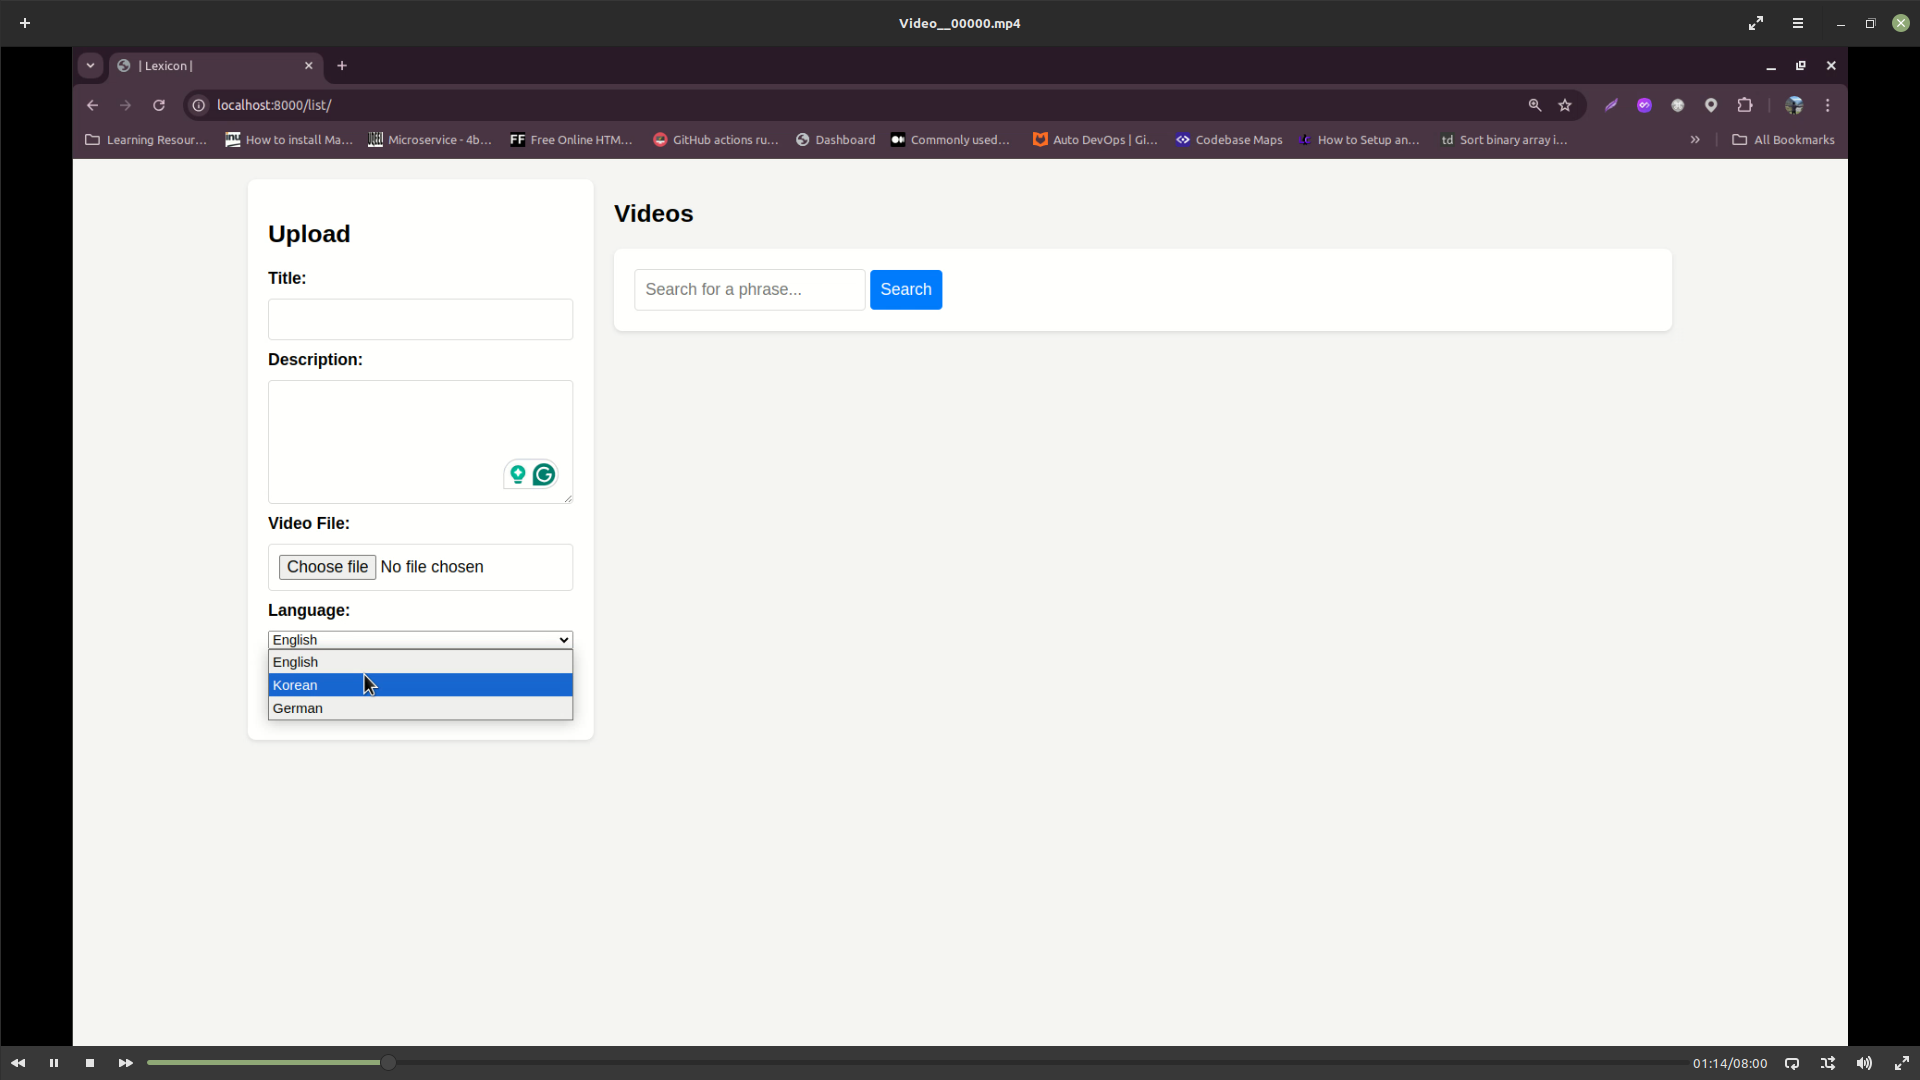 Video__00000.mp4
| Lexicon |
localhost:8000/list/
Learning Resour...
How to install Ma...
Microservice - 4b...
FF Free Online HTM...
GitHub actions ru...
Dashboard
Commonly used...
Auto DevOps | Gi...
Codebase Maps
How to Setup an...
td Sort binary array i...
All Bookmarks
Upload
Title:
Description:
Video File:
Choose file No file chosen
Language:
English
English
Korean
German
Videos
Search for a phrase... Search
01:14/08:00